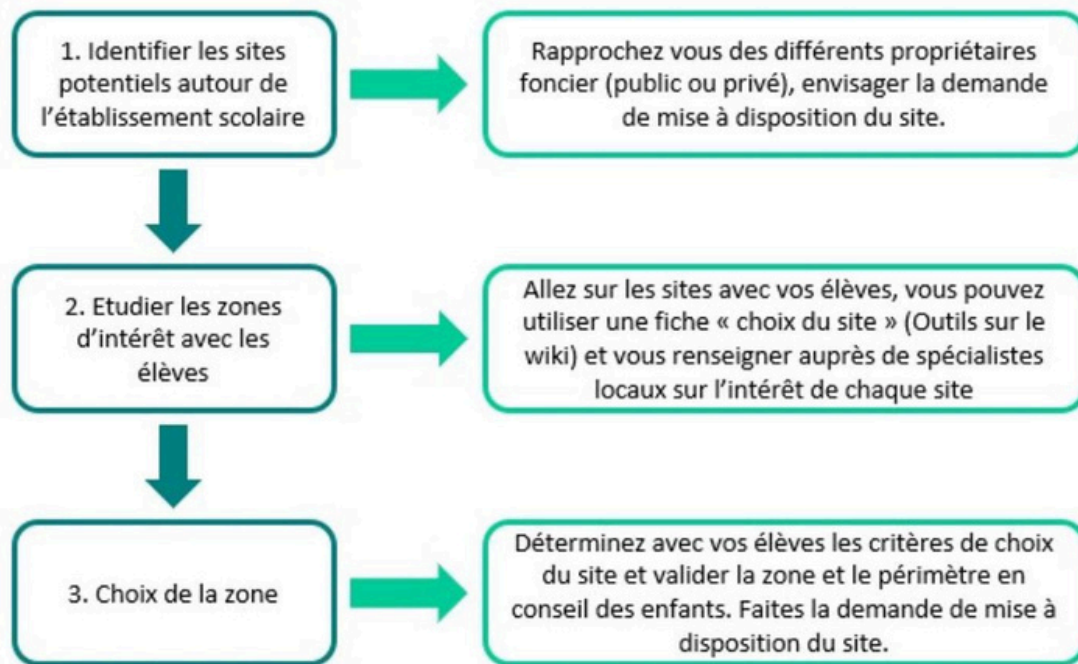 1. Identifier les sites
potentiels autour de
l'établissement scolaire
Rapprochez vous des différents propriétaires
foncier (public ou privé), envisager la demande
de mise à disposition du site.
2. Etudier les zones
d'intérêt avec les
élèves
Allez sur les sites avec vos élèves, vous pouvez
utiliser une fiche « choix du site » (Outils sur le
wiki) et vous renseigner auprès de spécialistes
locaux sur l'intérêt de chaque site
3. Choix de la zone
Déterminez avec vos élèves les critères de choix
du site et valider la zone et le périmètre en
conseil des enfants. Faites la demande de mise à
disposition du site.